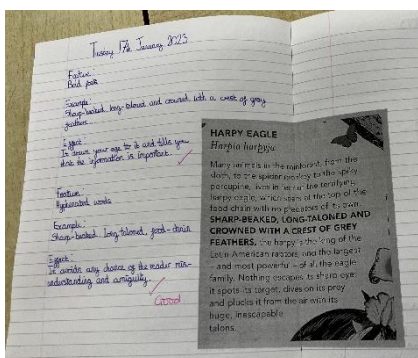 Tuesday 17th January 2023
Feature:
Bold font
Example:
Sharp-beaked, long-taloned and crowned with a crest of grey
feathers.
Effect:
It draws your eye to it and tells you
that the information is important.
Feature:
Hyphenated words
Example:
Sharp-beaked. Long-taloned, food-chain
Effect:
It avoids any chance of the reader mis-
understanding and ambiguity.
Good
HARPY EAGLE
Harpia harpyja
Many animals in the rainforest, from the
sloth, to the spider monkey to the spiky
porcupine, live in fear of the terrifying
harpy eagle, which sits at the top of the
food chain with no predators of its own.
SHARP-BEAKED, LONG-TALONED AND
CROWNED WITH A CREST OF GREY
FEATHERS, the harpy is the king of the
Latin American raptors, and the largest
– and most powerful – of all the eagle
family. Nothing escapes its sharp eye:
it spots its target, dives on its prey
and plucks it from the air with its
huge, inescapable
talons.